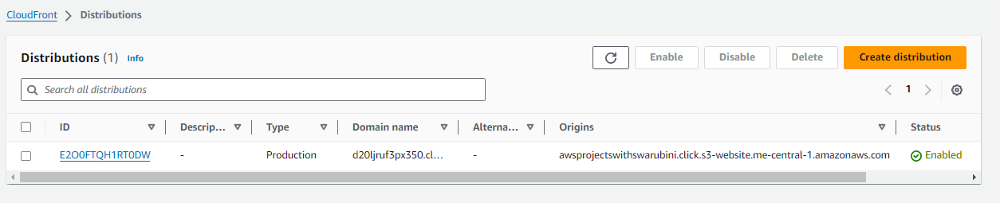 CloudFront > Distributions
Distributions (1) Info Enable Disable Delete Create distribution
Search all distributions 1
ID Descrip... Type Domain name Alterna... Origins Status
E2O0FTQH1RT0DW - Production d20ljruf3px350.cl... - awsprojectswithswarubini.click.s3-website.me-central-1.amazonaws.com Enabled